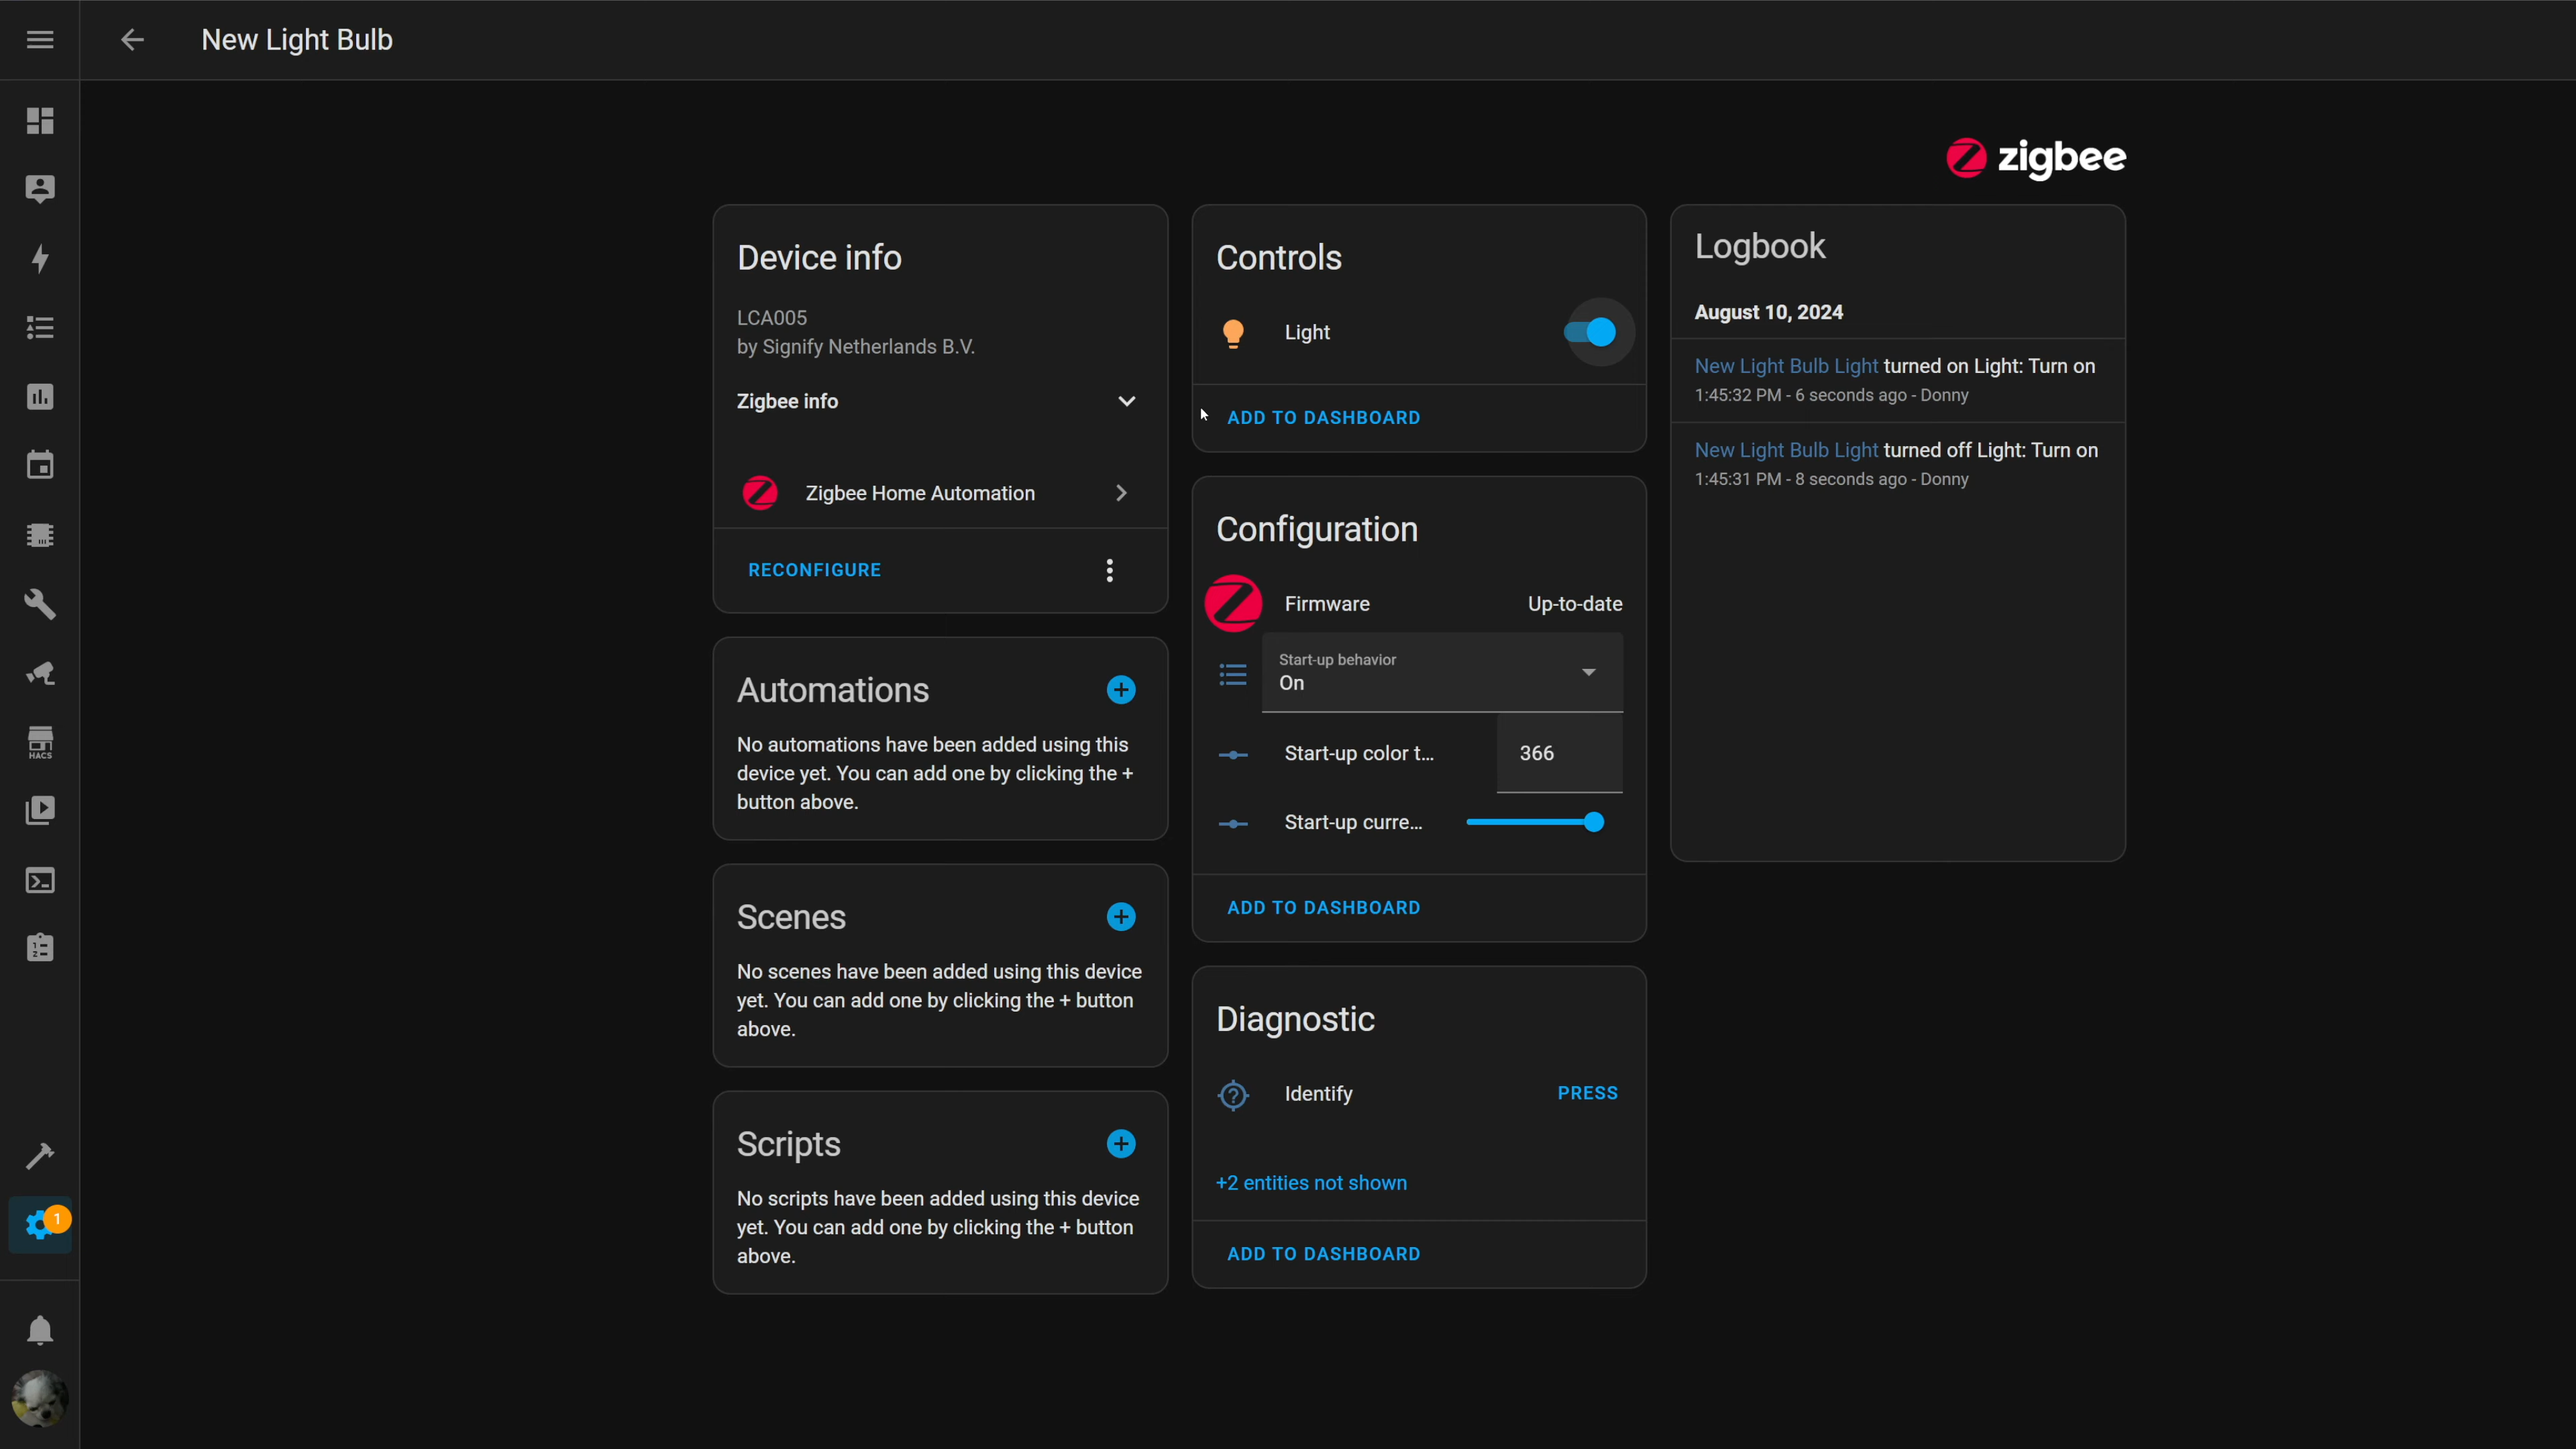 New Light Bulb
zigbee
Device info
LCA005
by Signify Netherlands B.V.
Zigbee info
Zigbee Home Automation
RECONFIGURE
Automations
No automations have been added using this
device yet. You can add one by clicking the +
button above.
Scenes
No scenes have been added using this device
yet. You can add one by clicking the + button
above.
Scripts
No scripts have been added using this device
yet. You can add one by clicking the + button
above.
Controls
Light
ADD TO DASHBOARD
Configuration
Firmware Up-to-date
Start-up behavior
On
Start-up color t... 366
Start-up curre...
ADD TO DASHBOARD
Diagnostic
Identify PRESS
+2 entities not shown
ADD TO DASHBOARD
Logbook
August 10, 2024
New Light Bulb Light turned on Light: Turn on
1:45:32 PM - 6 seconds ago - Donny
New Light Bulb Light turned off Light: Turn on
1:45:31 PM - 8 seconds ago - Donny
HACS
1